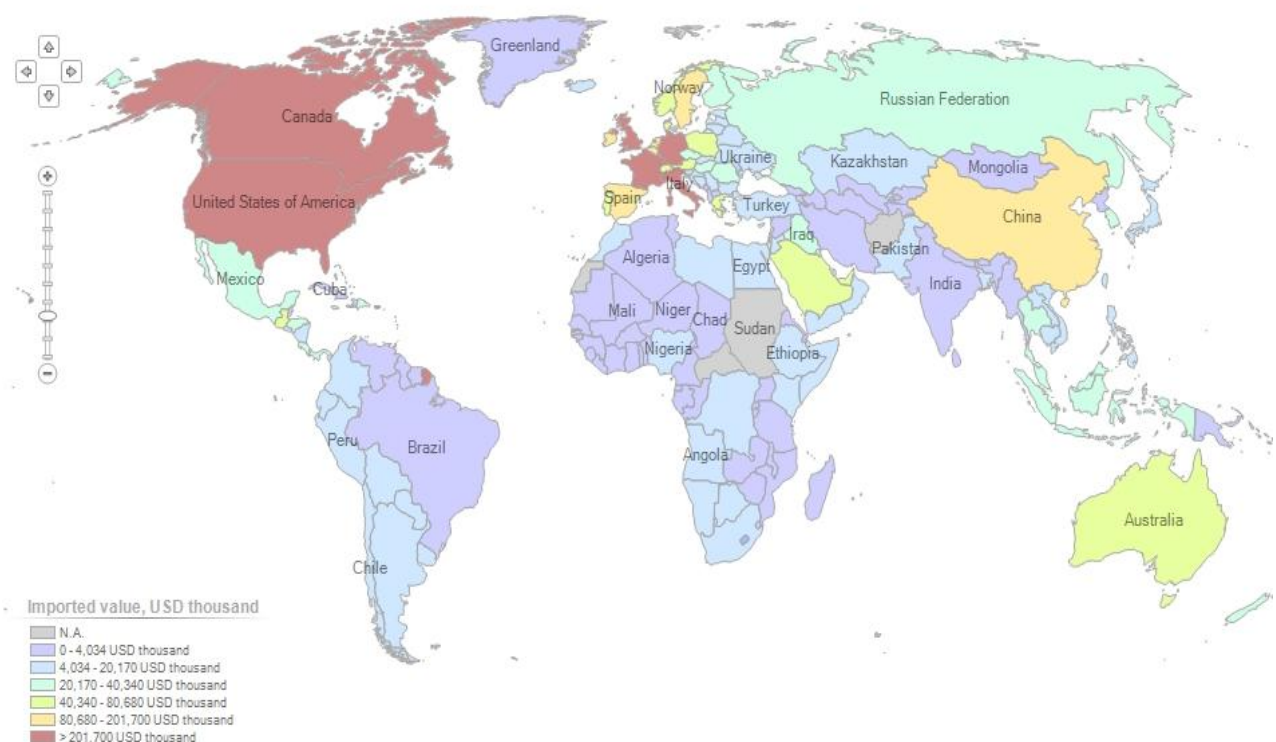 Greenland
Norway
Russian Federation
Canada
Ukraine
Kazakhstan
Mongolia
Italy
United States of America
Spain
Turkey
China
Iraq
Pakistan
Algeria
Egypt
Mexico
India
Cuba
Mali
Niger
Chad
Sudan
Nigeria
Ethiopia
Peru
Brazil
Angola
Australia
Chile
Imported value, USD thousand
N.A.
0 - 4,034 USD thousand
4,034 - 20,170 USD thousand
20,170 - 40,340 USD thousand
40,340 - 80,680 USD thousand
80,680 - 201,700 USD thousand
> 201,700 USD thousand